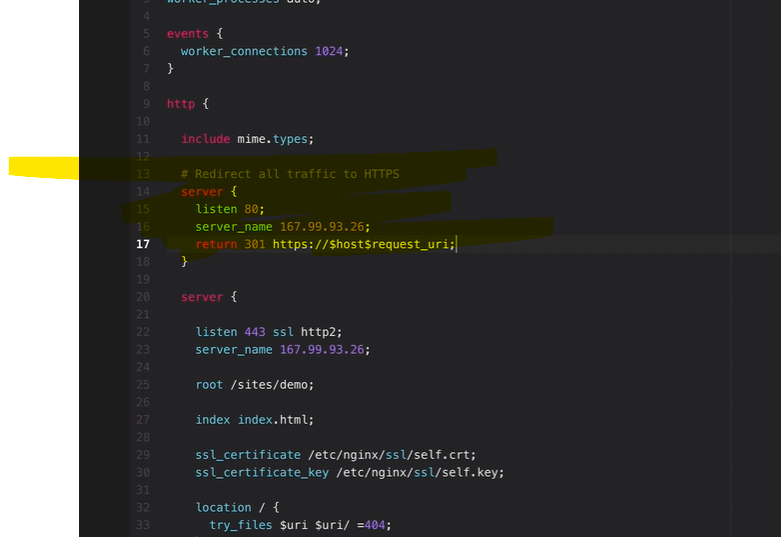 3 worker_processes auto;
4
5 events {
6 worker_connections 1024;
7 }
8
9 http {
10
11 include mime.types;
12
13 # Redirect all traffic to HTTPS
14 server {
15 listen 80;
16 server_name 167.99.93.26;
17 return 301 https://$host$request_uri;
18 }
19
20 server {
21
22 listen 443 ssl http2;
23 server_name 167.99.93.26;
24
25 root /sites/demo;
26
27 index index.html;
28
29 ssl_certificate /etc/nginx/ssl/self.crt;
30 ssl_certificate_key /etc/nginx/ssl/self.key;
31
32 location / {
33 try_files $uri $uri/ =404;